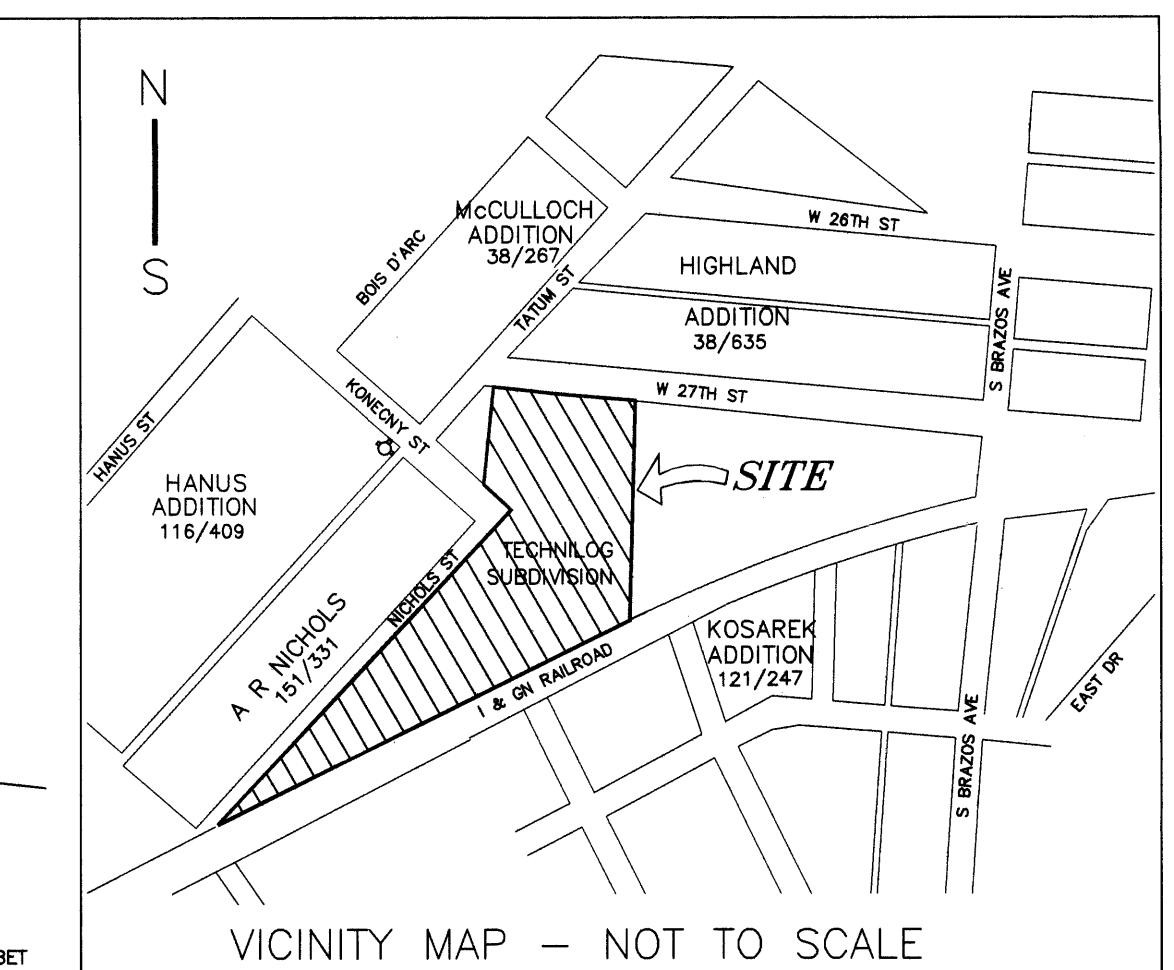 N
S
McCULLOCH
ADDITION
38/267
BOIS D'ARC
TATUM ST
W 26TH ST
HIGHLAND
ADDITION
38/635
S BRAZOS AVE
W 27TH ST
KONECNY ST
HANUS ST
HANUS
ADDITION
116/409
SITE
TECHNILOG
SUBDIVISION
NICHOLS ST
A R NICHOLS
151/331
I & GN RAILROAD
KOSAREK
ADDITION
121/247
EAST DR
S BRAZOS AVE
VICINITY MAP – NOT TO SCALE
BET